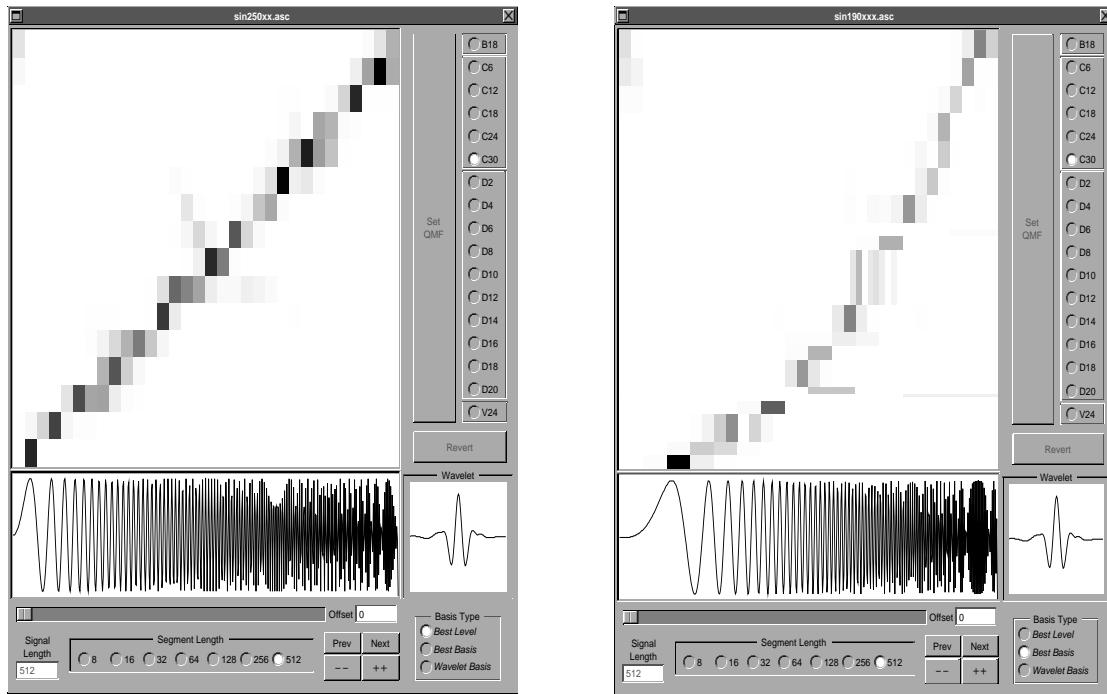 sin250xx.asc
B18
C6
C12
C18
C24
C30
D2
D4
D6
D8
D10
D12
D14
D16
D18
D20
V24
Set
QMF
Revert
Wavelet
Offset 0
Signal
Length
512
Segment Length
8 16 32 64 128 256 512
Prev Next
-- ++
Basis Type
Best Level
Best Basis
Wavelet Basis
sin190xxx.asc
B18
C6
C12
C18
C24
C30
D2
D4
D6
D8
D10
D12
D14
D16
D18
D20
V24
Set
QMF
Revert
Wavelet
Offset 0
Signal
Length
512
Segment Length
8 16 32 64 128 256 512
Prev Next
-- ++
Basis Type
Best Level
Best Basis
Wavelet Basis